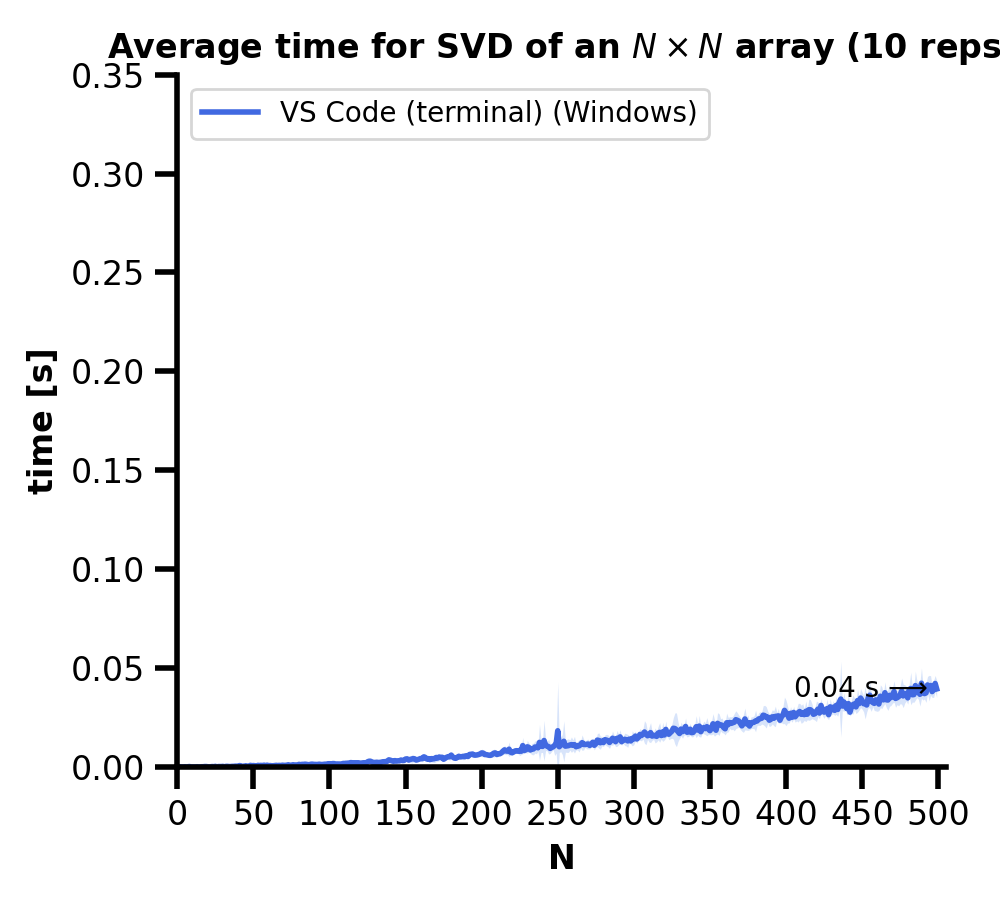 Average time for SVD of an N × N array (10 reps
0.35
VS Code (terminal) (Windows)
0.30
0.25
0.20
0.15
0.10
0.05
0.00
time [s]
0.04 s →
0 50 100 150 200 250 300 350 400 450 500
N